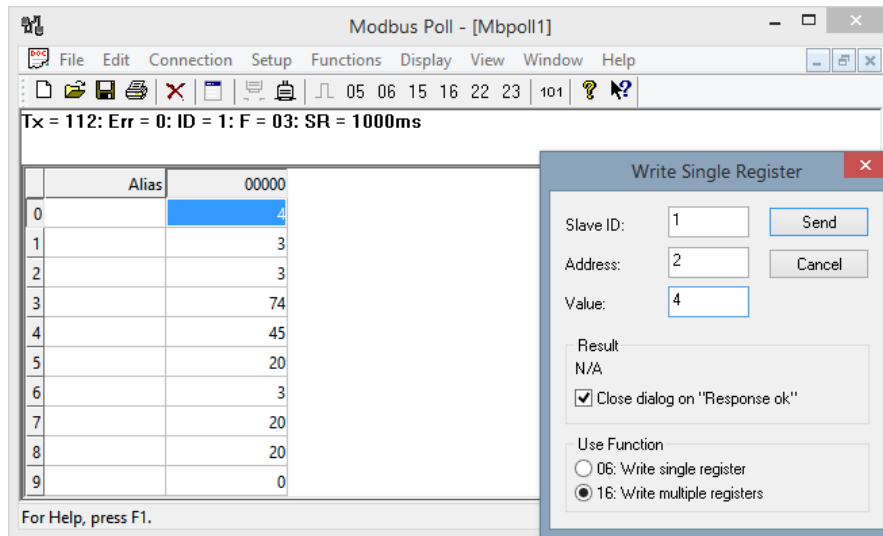 Modbus Poll - [Mbpoll1]
File Edit Connection Setup Functions Display View Window Help
05 06 15 16 22 23 101
Tx = 112: Err = 0: ID = 1: F = 03: SR = 1000ms
Alias 00000
0 4
1 3
2 3
3 74
4 45
5 20
6 3
7 20
8 20
9 0
For Help, press F1.
Write Single Register
Slave ID: 1 Send
Address: 2 Cancel
Value: 4
Result
N/A
Close dialog on "Response ok"
Use Function
06: Write single register
16: Write multiple registers